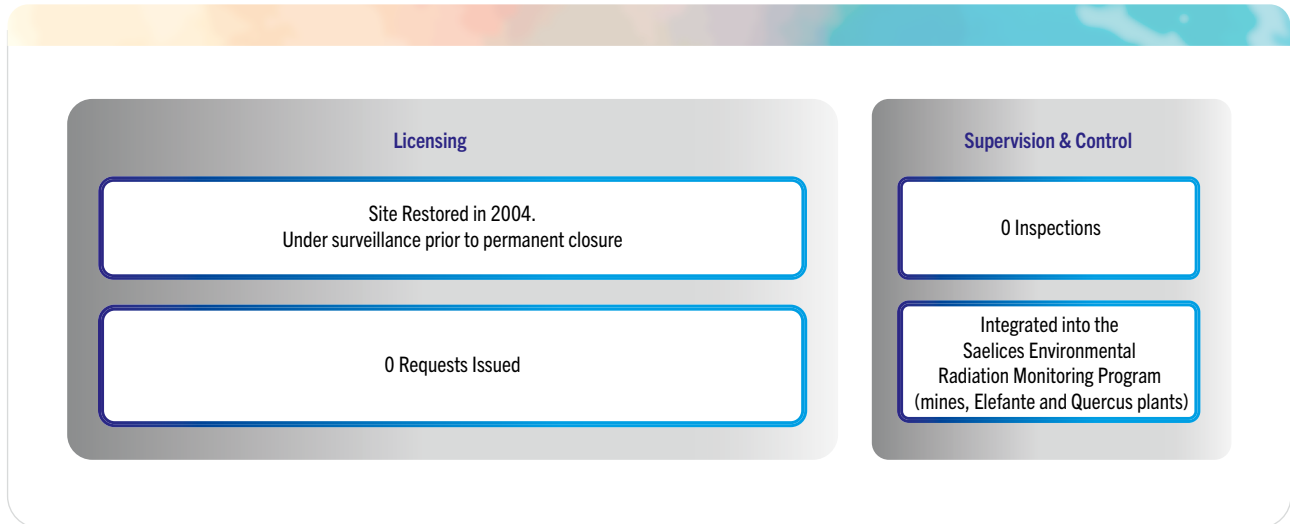 Licensing
Site Restored in 2004.
Under surveillance prior to permanent closure
0 Requests Issued
Supervision & Control
0 Inspections
Integrated into the
Saelices Environmental
Radiation Monitoring Program
(mines, Elefante and Quercus plants)